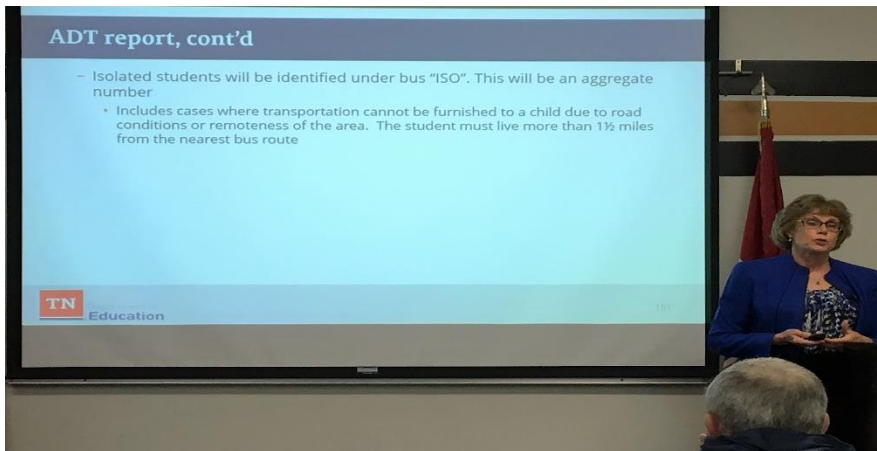 ADT report, cont’d
– Isolated students will be identified under bus “ISO”. This will be an aggregate
number
• Includes cases where transportation cannot be furnished to a child due to road
conditions or remoteness of the area. The student must live more than 1½ miles
from the nearest bus route
TN
Education